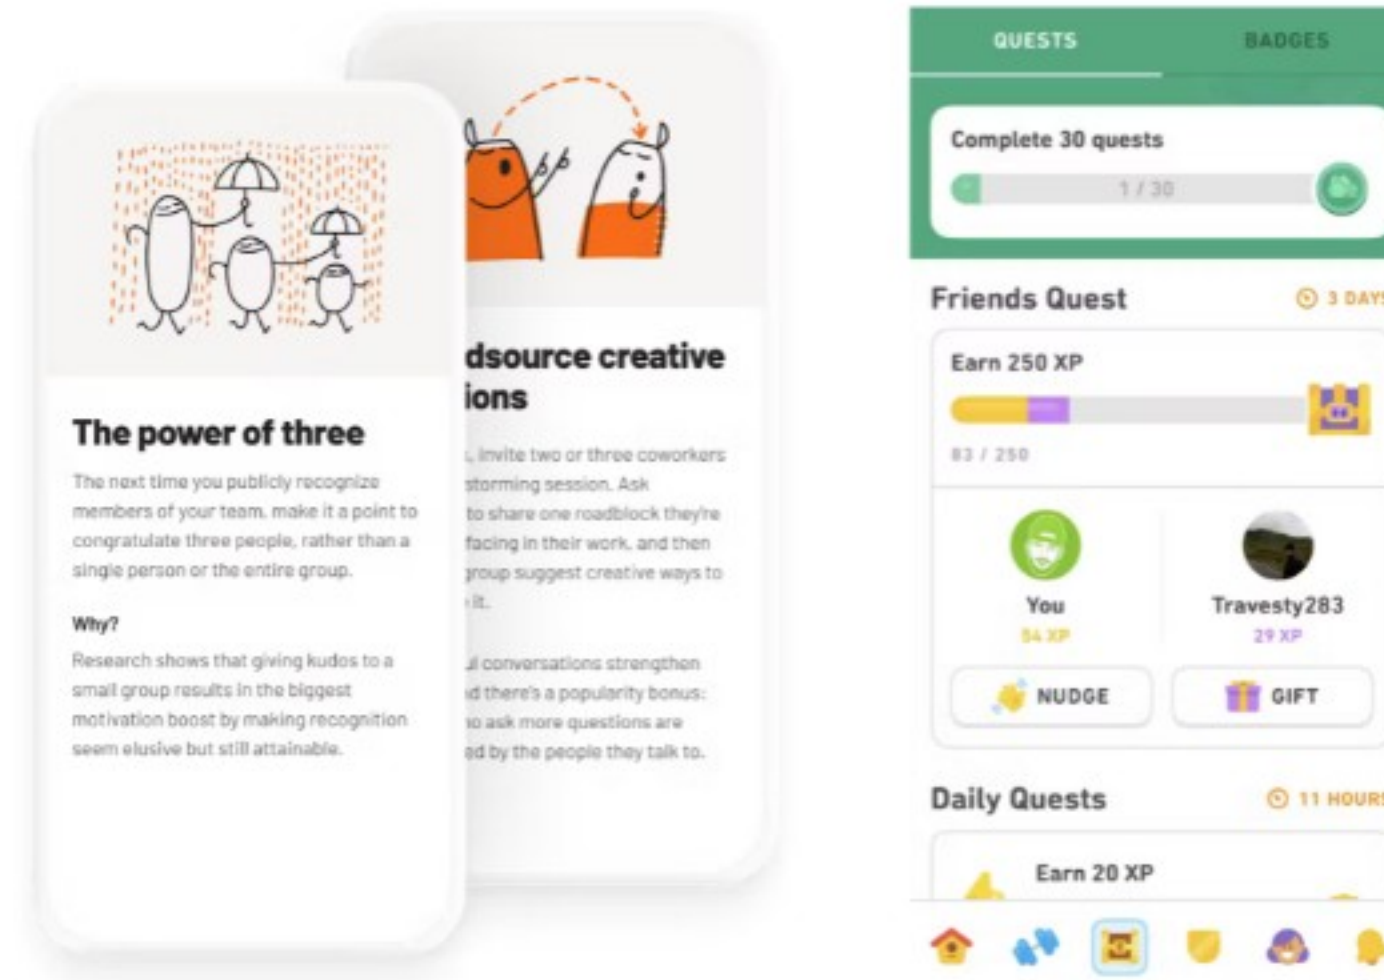 The power of three
The next time you publicly recognize
members of your team, make it a point to
congratulate three people, rather than a
single person or the entire group.
Why?
Research shows that giving kudos to a
small group results in the biggest
motivation boost by making recognition
seem elusive but still attainable.
dsource creative
ions
, invite two or three coworkers
storming session. Ask
to share one roadblock they're
facing in their work, and then
group suggest creative ways to
it.
ul conversations strengthen
d there's a popularity bonus:
ho ask more questions are
ed by the people they talk to.
QUESTS BADGES
Complete 30 quests
1 / 30
Friends Quest 3 DAYS
Earn 250 XP
83 / 250
You Travesty283
54 XP 29 XP
NUDGE GIFT
Daily Quests 11 HOURS
Earn 20 XP